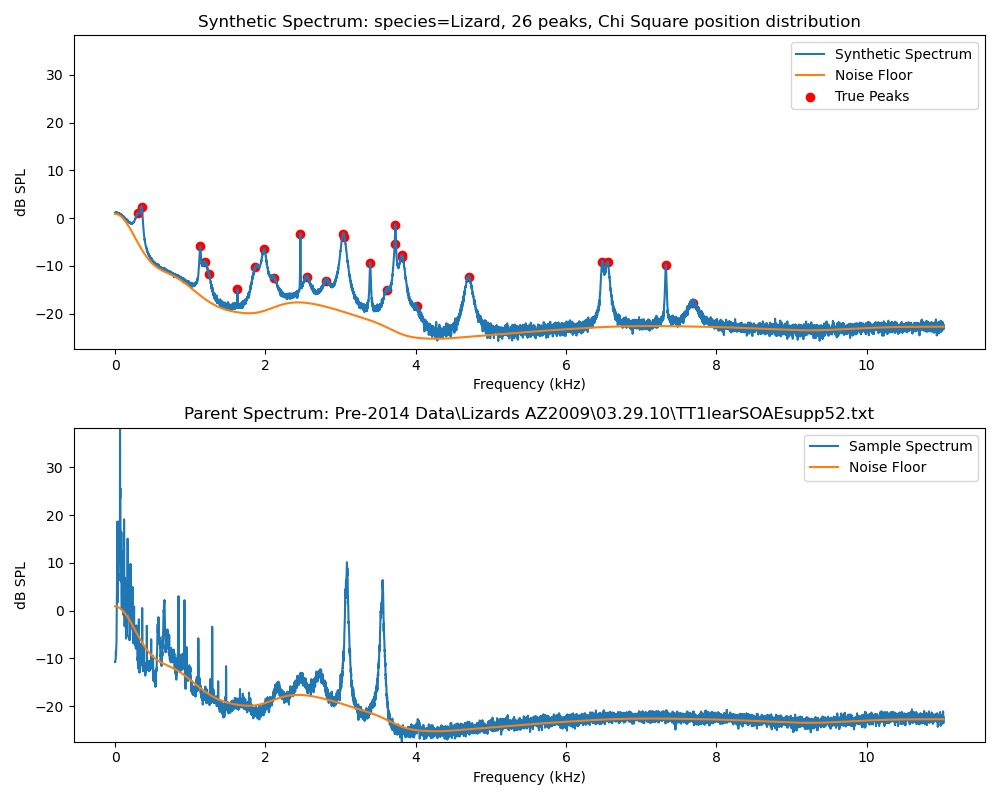 Synthetic Spectrum: species=Lizard, 26 peaks, Chi Square position distribution
Synthetic Spectrum
Noise Floor
True Peaks
30
20
10
0
−10
−20
dB SPL
0 2 4 6 8 10
Frequency (kHz)
Parent Spectrum: Pre-2014 Data\Lizards AZ2009\03.29.10\TT1learSOAEsupp52.txt
Sample Spectrum
Noise Floor
30
20
10
0
−10
−20
dB SPL
0 2 4 6 8 10
Frequency (kHz)